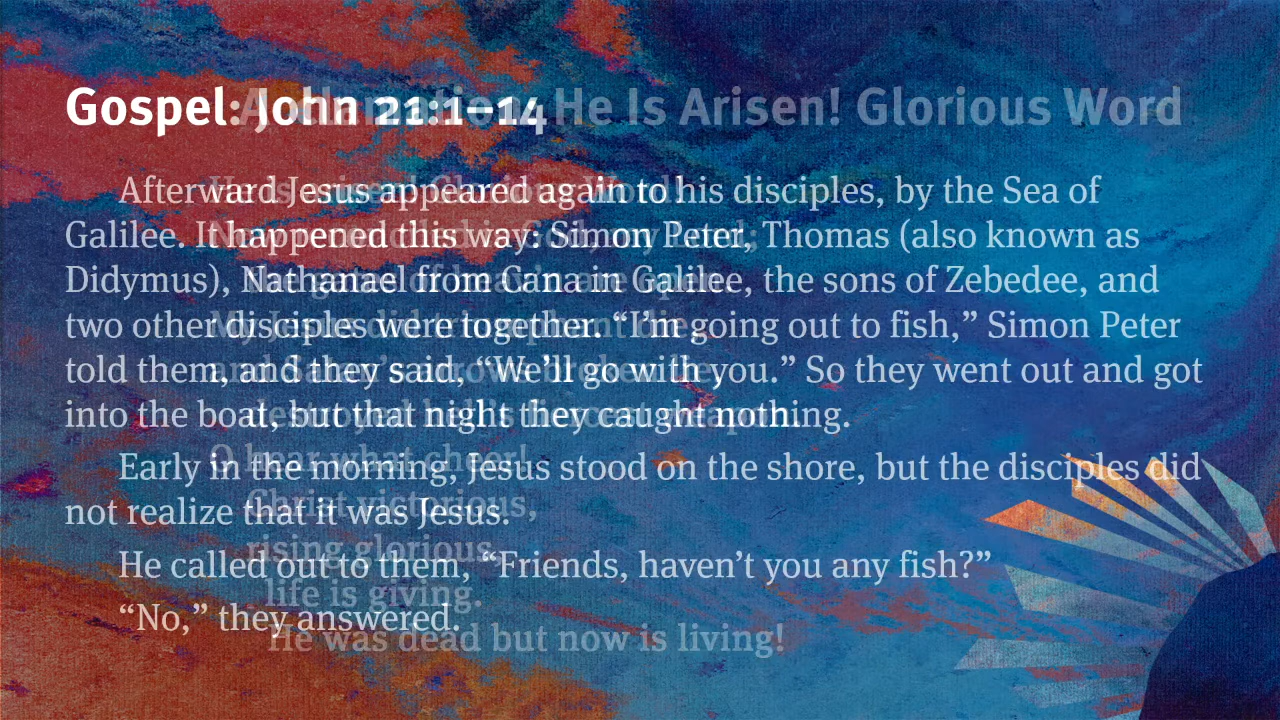 Gospel: John 21:1–14
Afterward Jesus appeared again to his disciples, by the Sea of
Galilee. It happened this way: Simon Peter, Thomas (also known as
Didymus), Nathanael from Cana in Galilee, the sons of Zebedee, and
two other disciples were together. “I’m going out to fish,” Simon Peter
told them, and they said, “We’ll go with you.” So they went out and got
into the boat, but that night they caught nothing.
Early in the morning, Jesus stood on the shore, but the disciples did
not realize that it was Jesus.
He called out to them, “Friends, haven’t you any fish?”
“No,” they answered.
He Is Arisen! Glorious Word
He is arisen! Glorious Word!
O hear what cheer!
Christ victorious,
rising glorious,
life is giving.
He was dead but now is living!